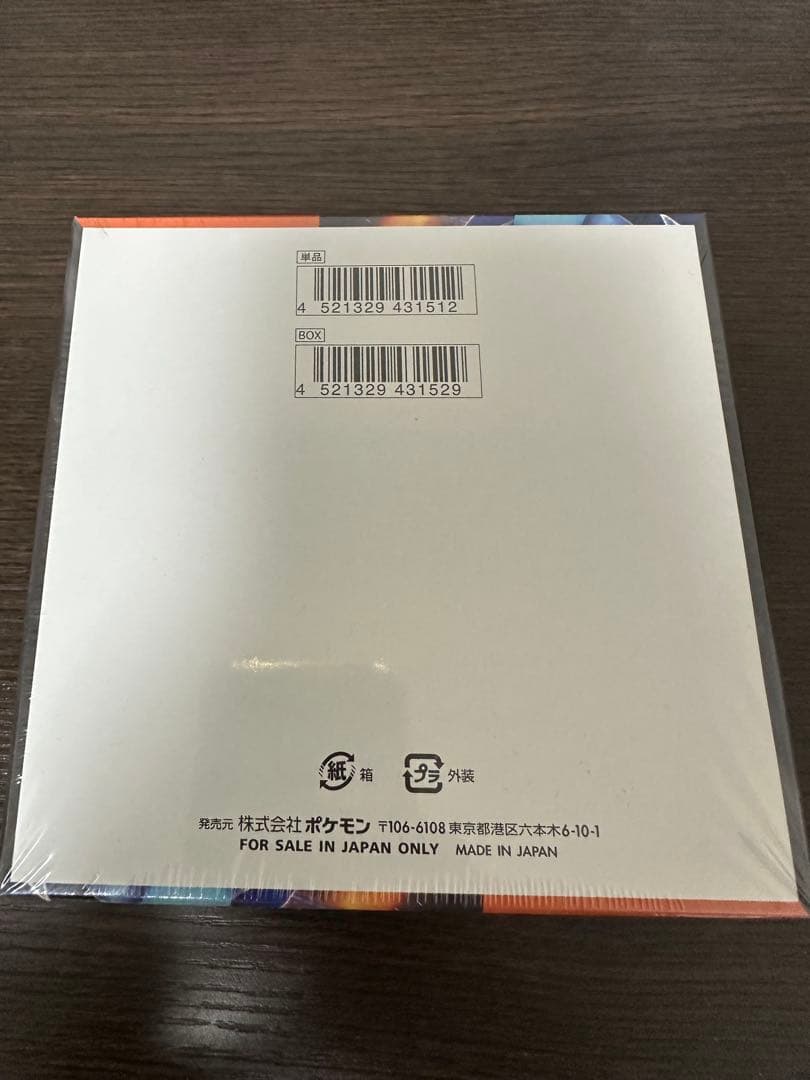 単品
4 521329 431512
BOX
4 521329 431529
紙 箱 プラ 外装
発売元 株式会社 ポケモン 〒106-6108 東京都港区六本木6-10-1
FOR SALE IN JAPAN ONLY MADE IN JAPAN